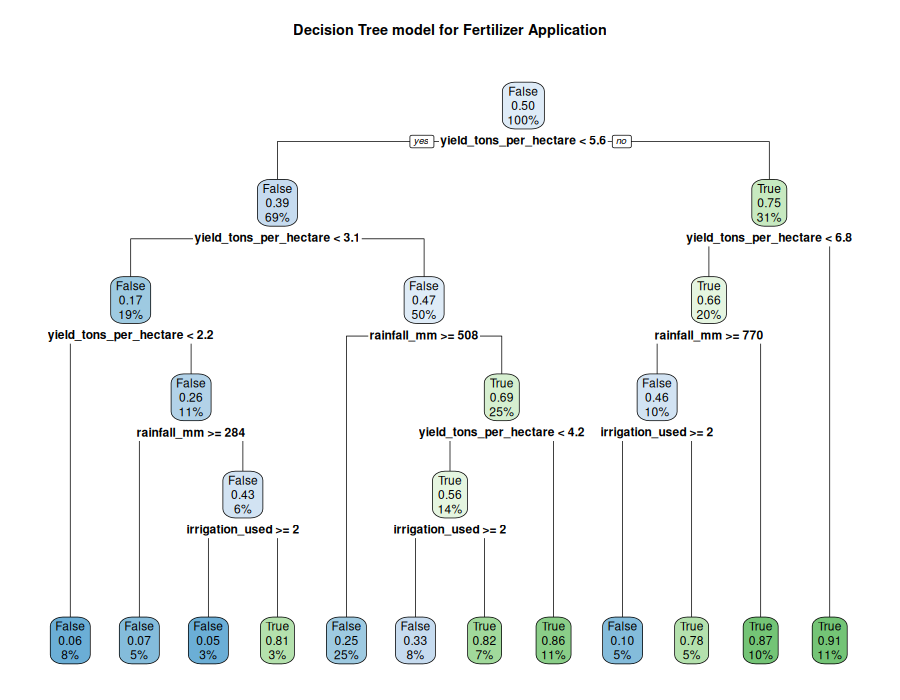 Decision Tree model for Fertilizer Application
False
0.50
100%
yes yield_tons_per_hectare < 5.6 no
False
0.39
69%
True
0.75
31%
yield_tons_per_hectare < 3.1
yield_tons_per_hectare < 6.8
False
0.17
19%
False
0.47
50%
True
0.66
20%
yield_tons_per_hectare < 2.2
rainfall_mm >= 508
rainfall_mm >= 770
False
0.26
11%
True
0.69
25%
False
0.46
10%
rainfall_mm >= 284
yield_tons_per_hectare < 4.2
irrigation_used >= 2
False
0.43
6%
True
0.56
14%
irrigation_used >= 2
irrigation_used >= 2
False
0.06
8%
False
0.07
5%
False
0.05
3%
True
0.81
3%
False
0.25
25%
False
0.33
8%
True
0.82
7%
True
0.86
11%
False
0.10
5%
True
0.78
5%
True
0.87
10%
True
0.91
11%